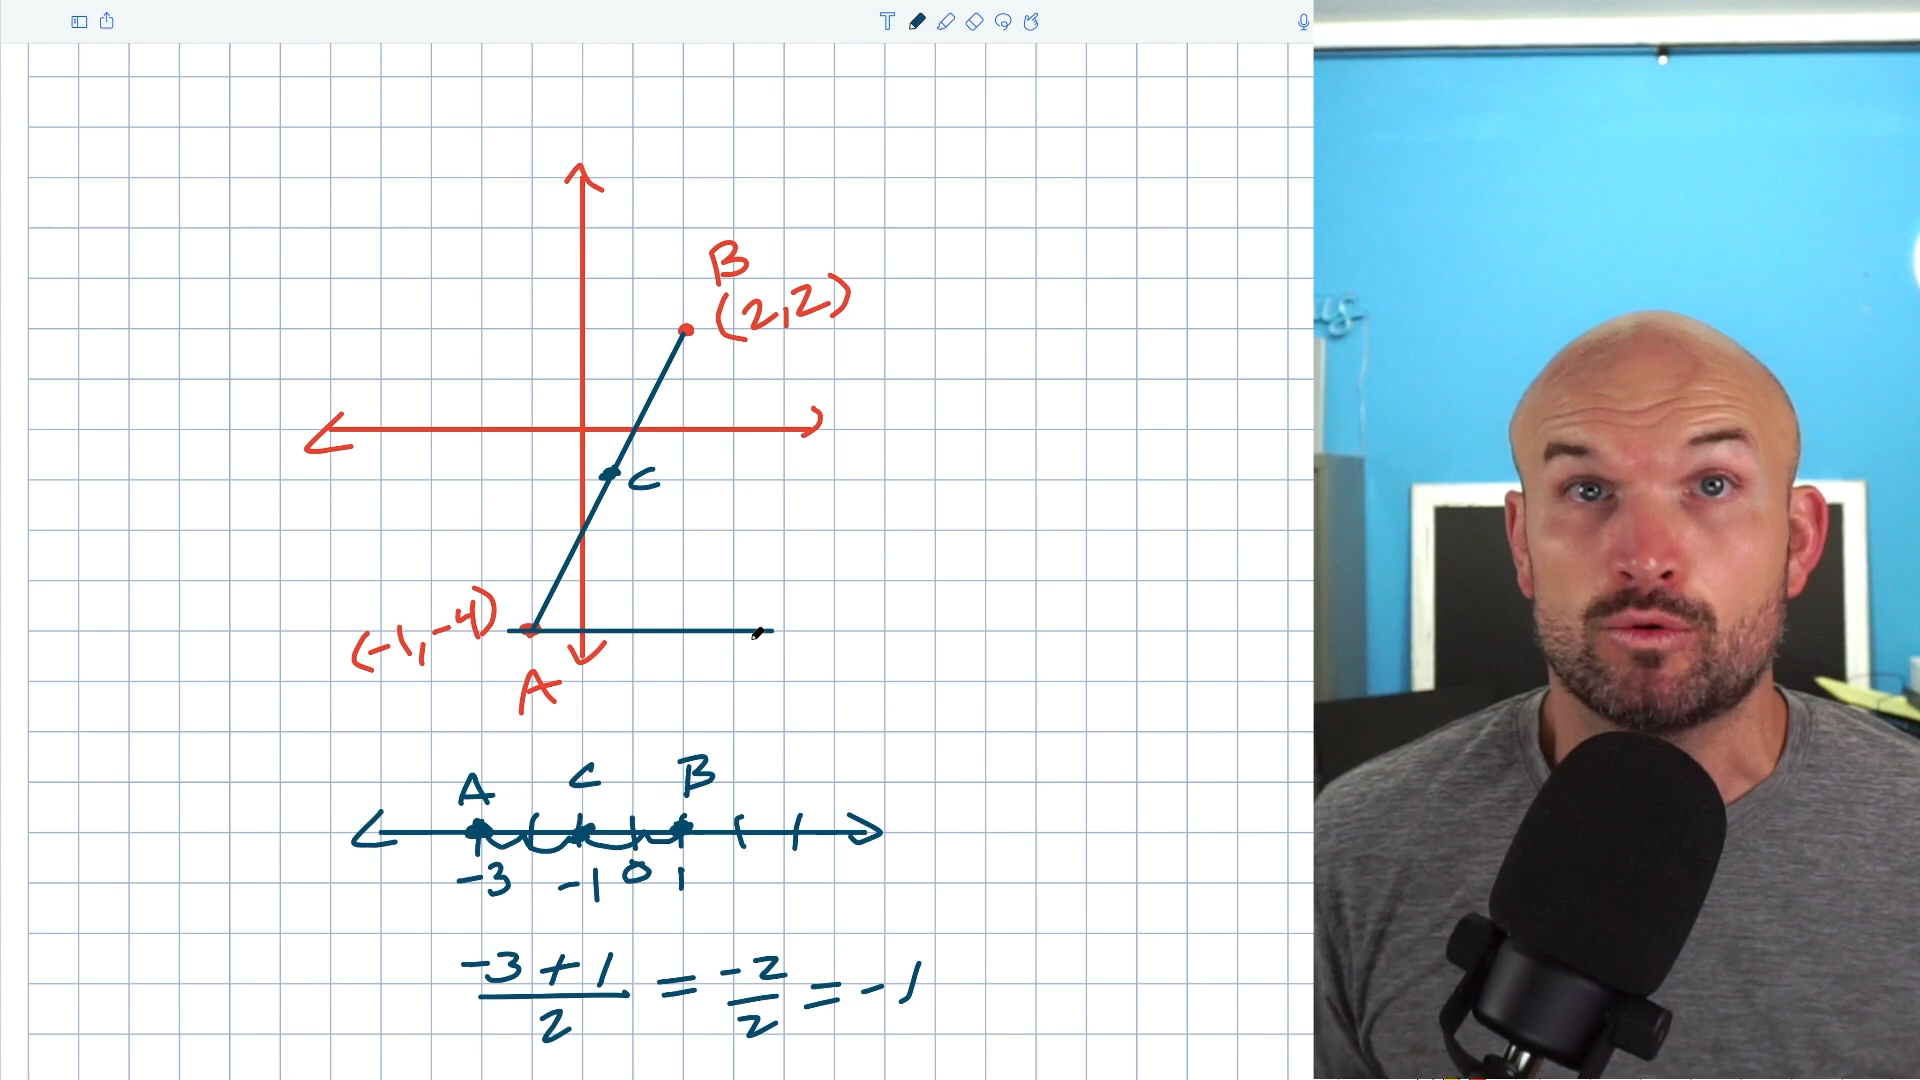 B
(2,2)
C
(-1,-4)
A
A C B
-3 -1 0 1
-3 + 1 / 2 = -2 / 2 = -1